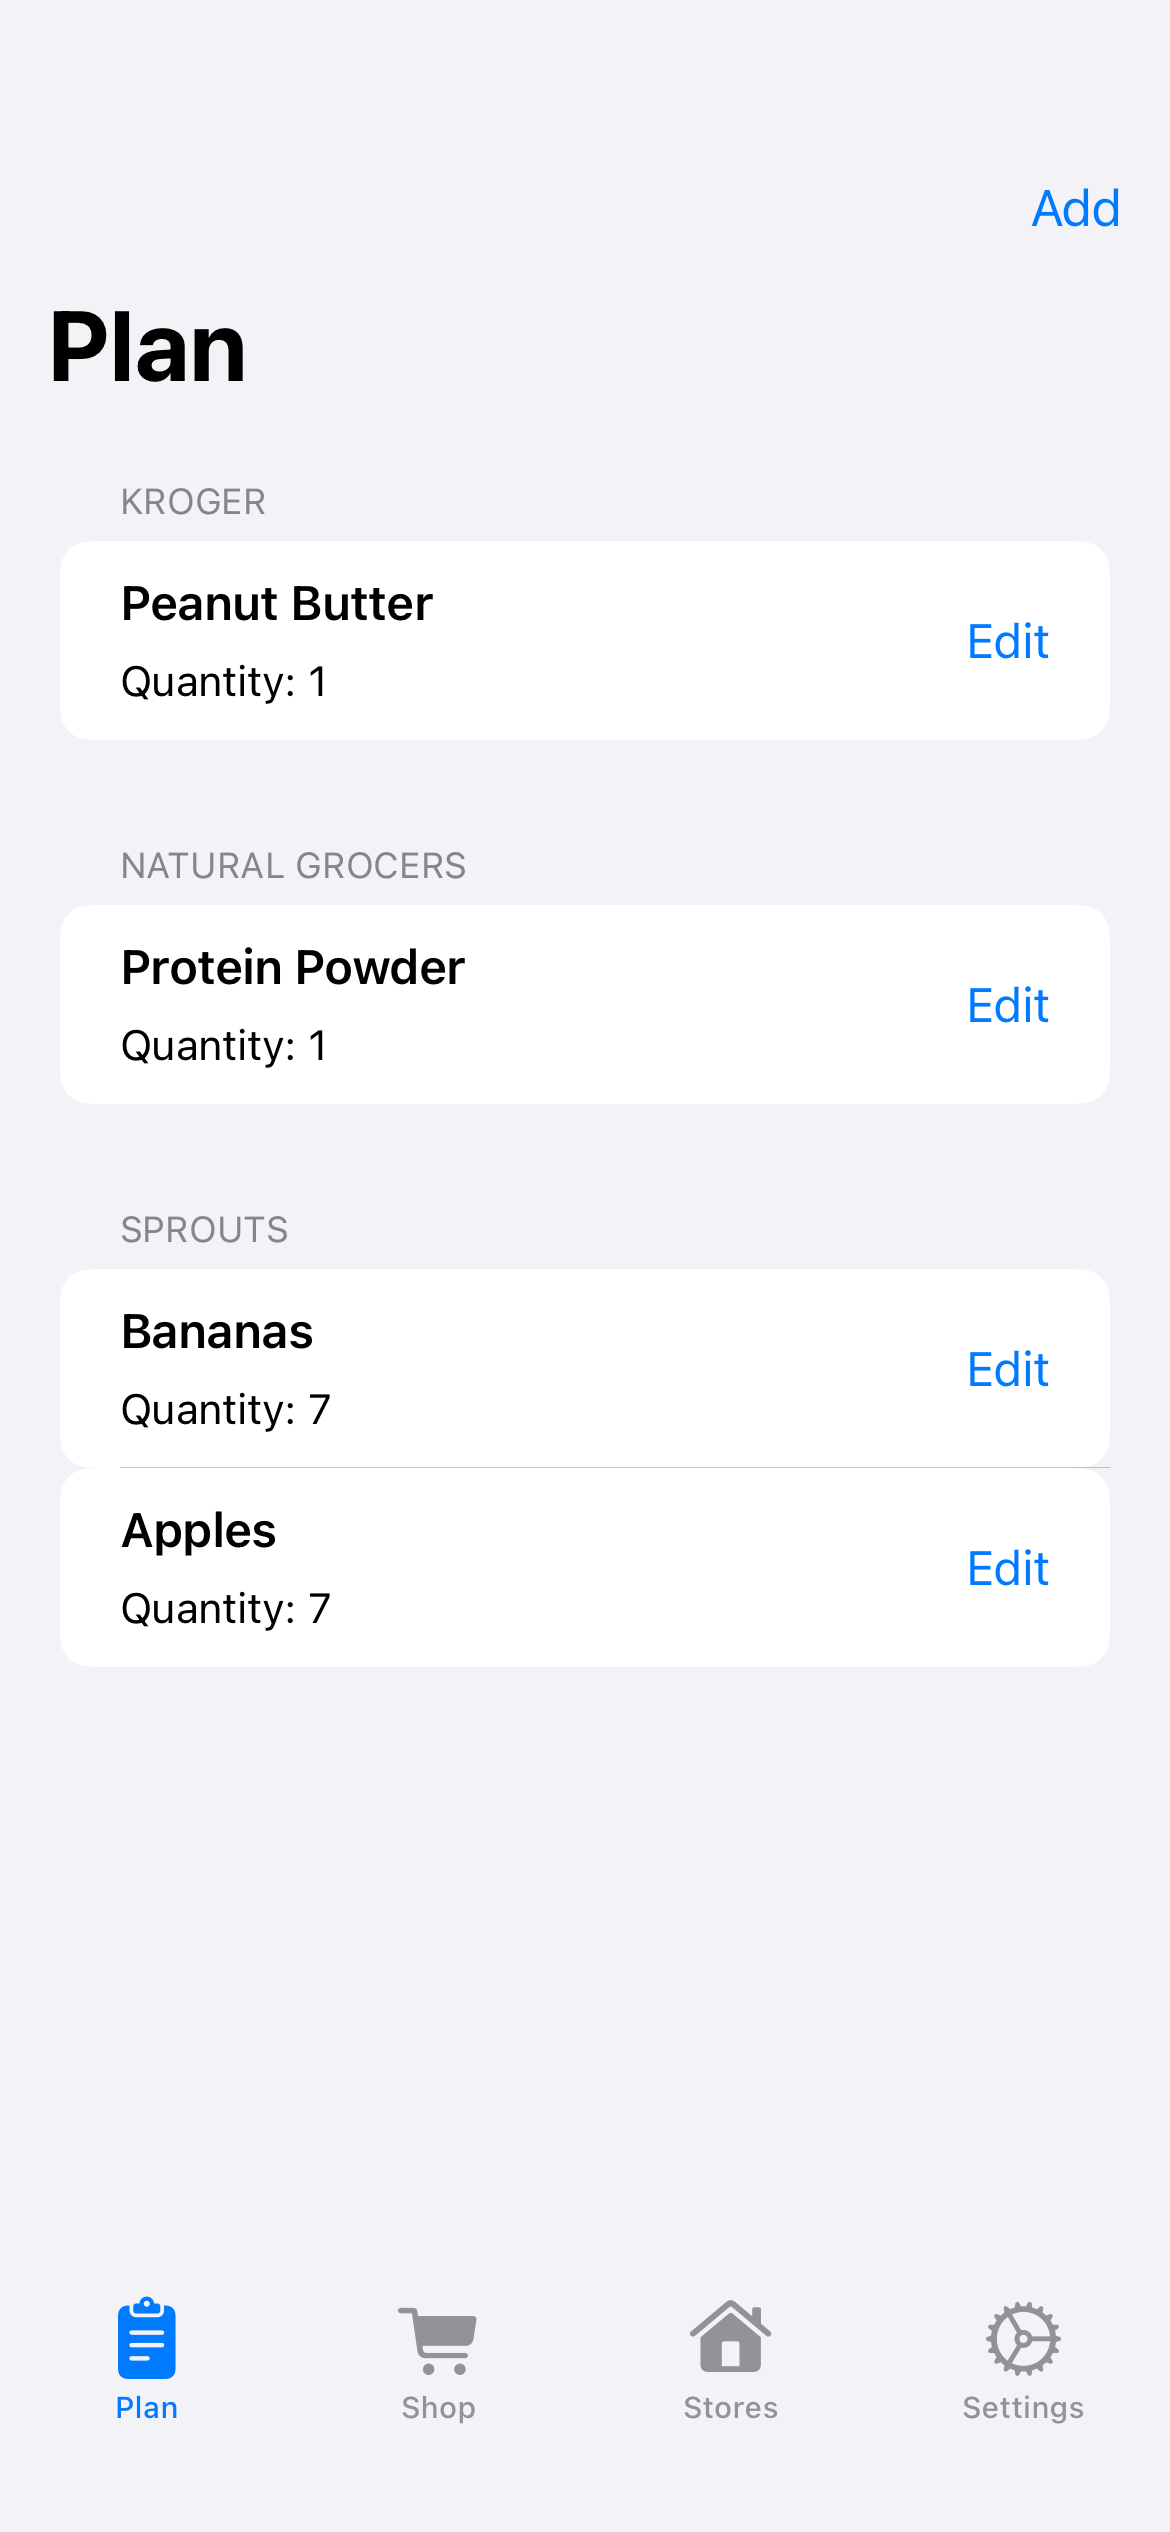 Add
Plan
KROGER
Peanut Butter
Quantity: 1
Edit
NATURAL GROCERS
Protein Powder
Quantity: 1
Edit
SPROUTS
Bananas
Quantity: 7
Edit
Apples
Quantity: 7
Edit
Plan
Shop
Stores
Settings